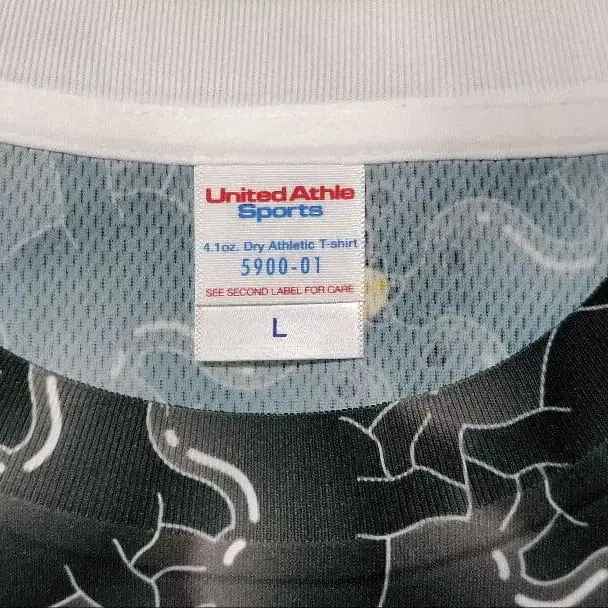 United Athle
Sports
4.1oz. Dry Athletic T-shirt
5900-01
SEE SECOND LABEL FOR CARE
L